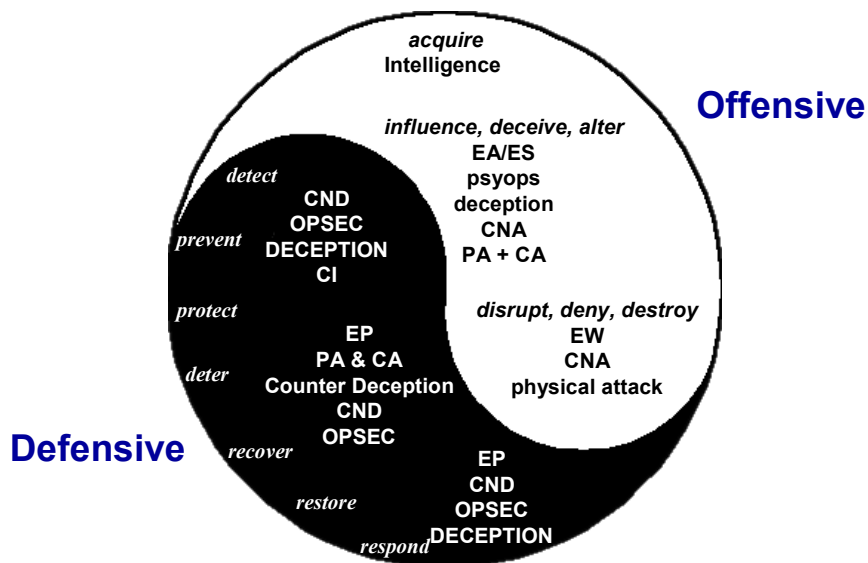 acquire
Intelligence
Offensive
influence, deceive, alter
EA/ES
psyops
deception
CNA
PA + CA
disrupt, deny, destroy
EW
CNA
physical attack
detect
prevent
protect
deter
recover
restore
respond
CND
OPSEC
DECEPTION
CI
EP
PA & CA
Counter Deception
CND
OPSEC
Defensive
EP
CND
OPSEC
DECEPTION